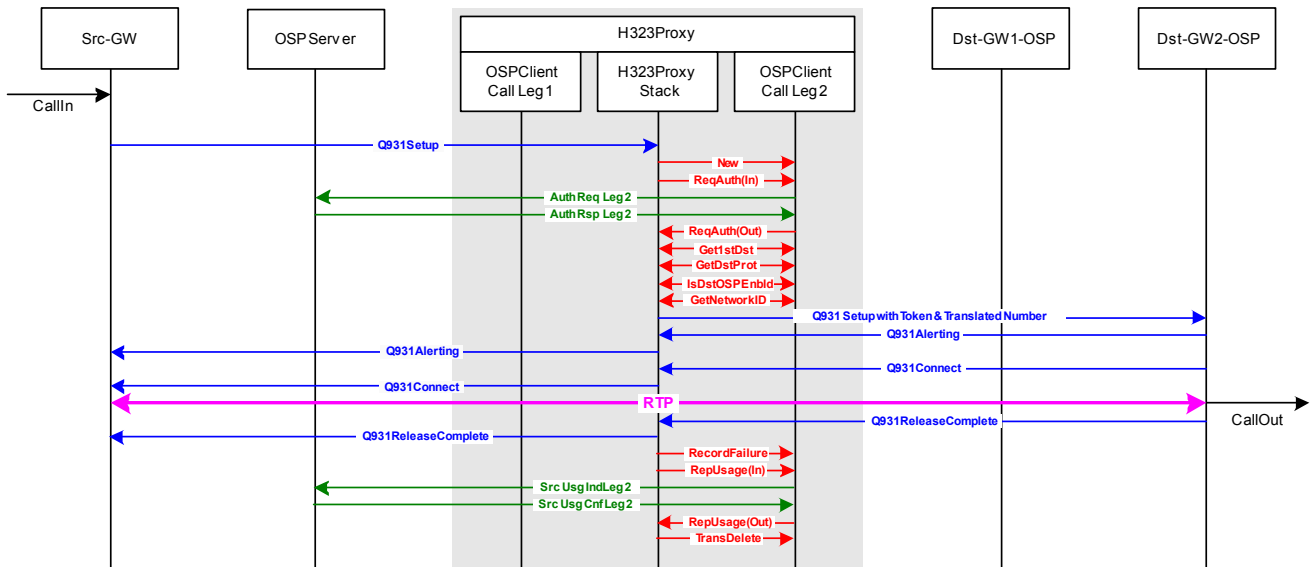 Src-GW
OSPServer
H323Proxy
Dst-GW1-OSP
Dst-GW2-OSP
OSPClient
Call Leg1
H323Proxy
Stack
OSPClient
Call Leg2
CallIn
Q931Setup
New
ReqAuth(In)
AuthReq Leg2
AuthRsp Leg2
ReqAuth(Out)
Get1stDst
GetDstProt
IsDstOSPEnbld
GetNetworkID
Q931 Setup with Token & Translated Number
Q931Alerting
Q931Alerting
Q931Connect
Q931Connect
RTP
CallOut
Q931ReleaseComplete
Q931ReleaseComplete
RecordFailure
RepUsage(In)
Src UsgIndLeg2
Src UsgCnfLeg2
RepUsage(Out)
TransDelete